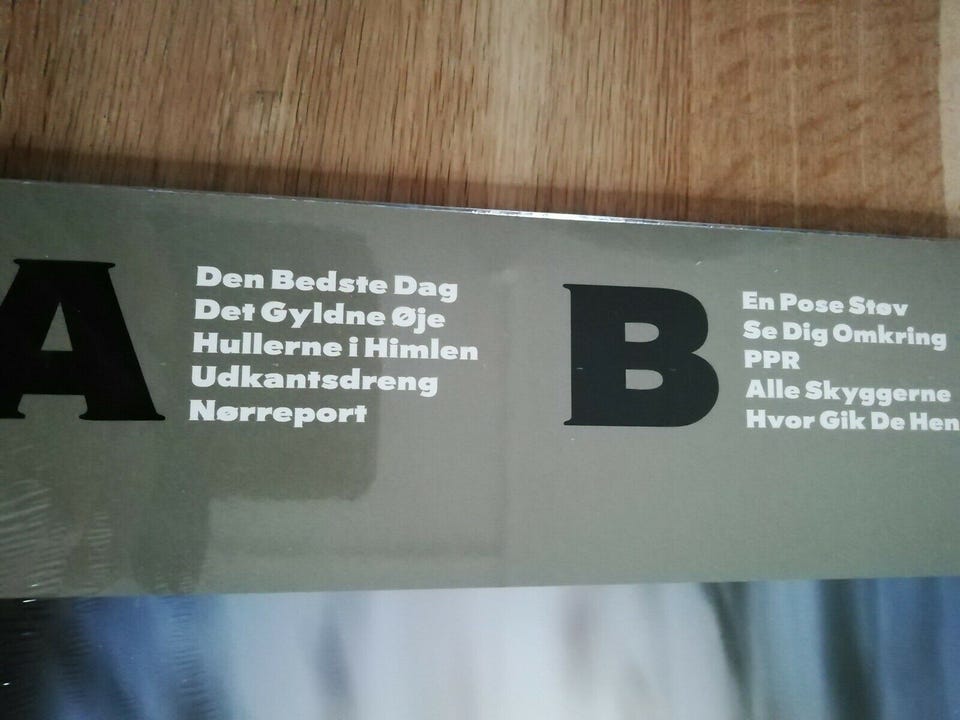 A
Den Bedste Dag
Det Gyldne Øje
Hullerne i Himlen
Udkantsdreng
Nørreport
B
En Pose Støv
Se Dig Omkring
PPR
Alle Skyggerne
Hvor Gik De Hen